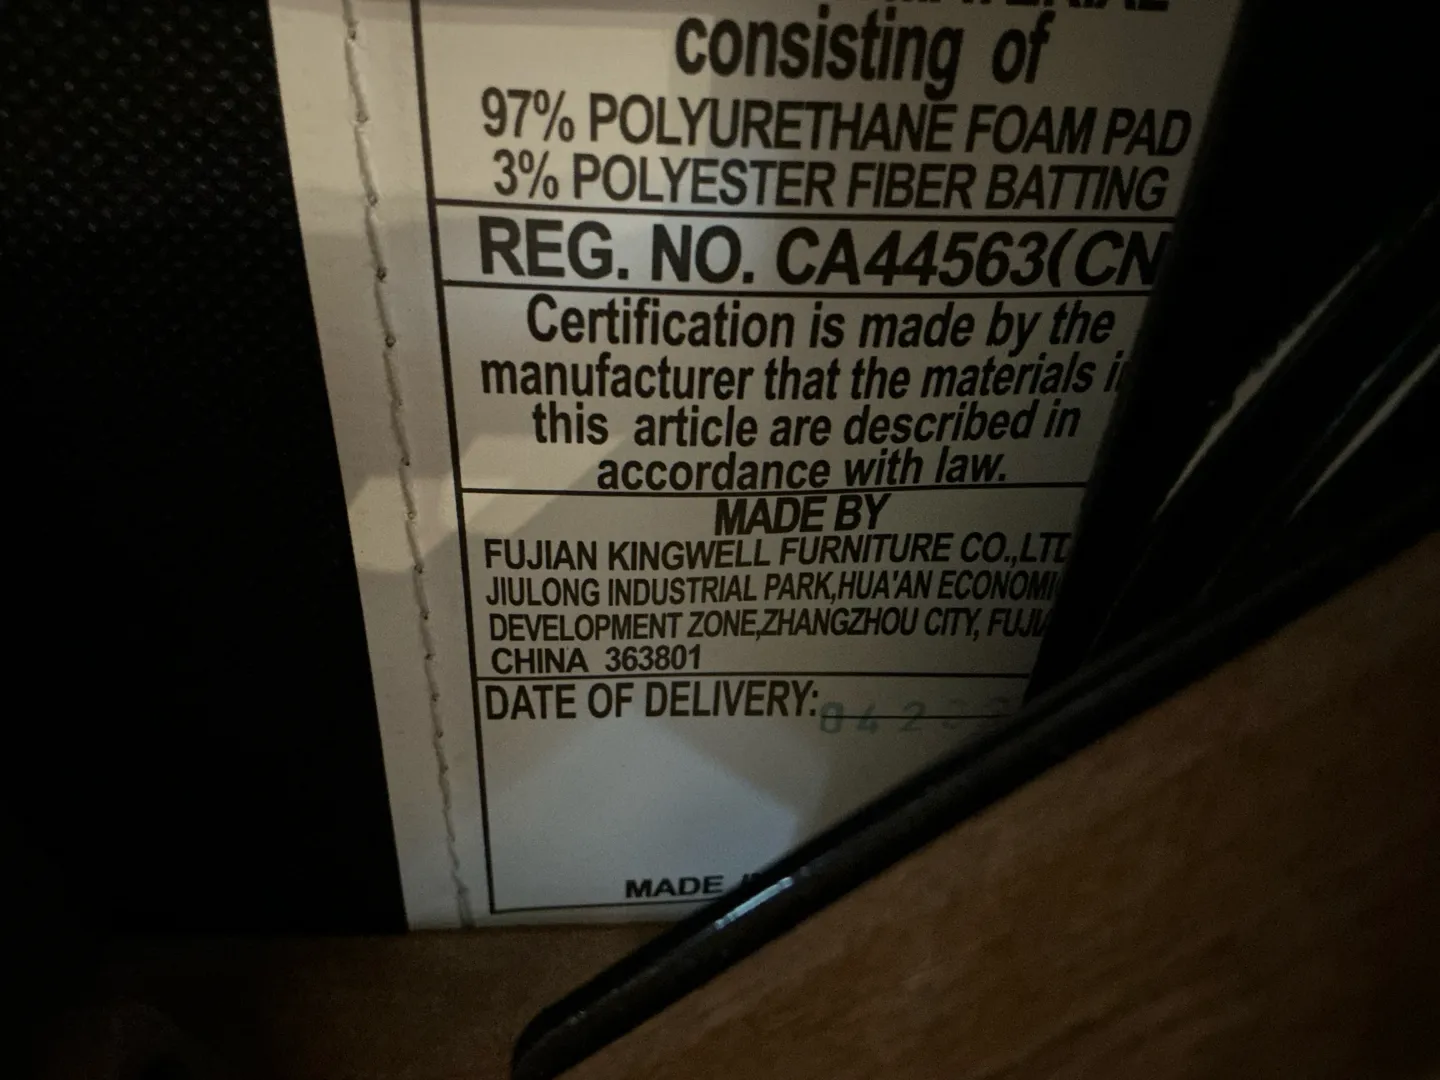 consisting of
97% POLYURETHANE FOAM PAD
3% POLYESTER FIBER BATTING
REG. NO. CA44563(CN
Certification is made by the
manufacturer that the materials
this article are described in
accordance with law.
MADE BY
FUJIAN KINGWELL FURNITURE CO.,LTD
JIULONG INDUSTRIAL PARK,HUA'AN ECONOMI
DEVELOPMENT ZONE,ZHANGZHOU CITY, FUJI
CHINA 363801
DATE OF DELIVERY:
MADE